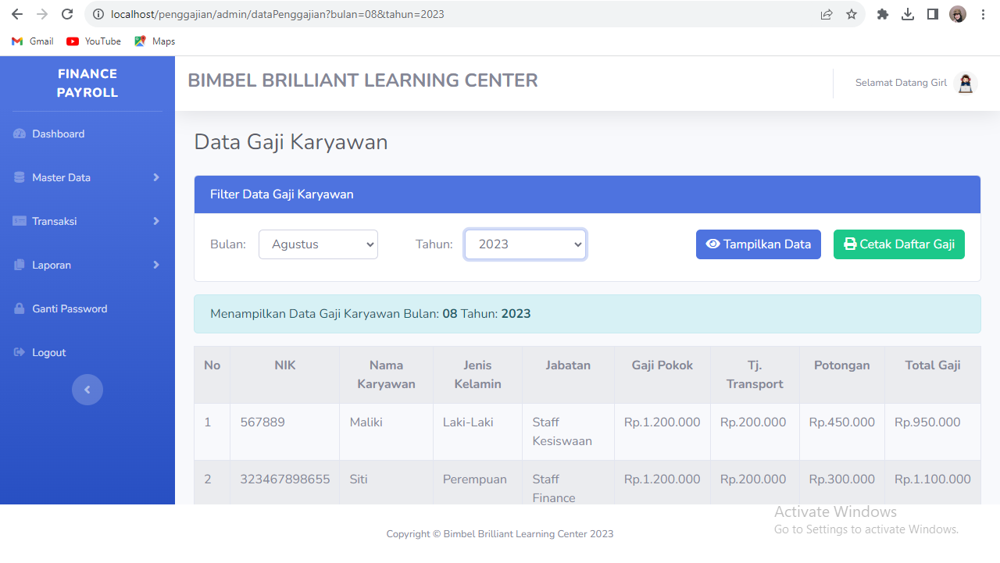 localhost/penggajian/admin/dataPenggajian?bulan=08&tahun=2023
Gmail YouTube Maps
FINANCE
PAYROLL
Dashboard
Master Data
Transaksi
Laporan
Ganti Password
Logout
BIMBEL BRILLIANT LEARNING CENTER
Selamat Datang Girl
Data Gaji Karyawan
Filter Data Gaji Karyawan
Bulan: Agustus Tahun: 2023 Tampilkan Data Cetak Daftar Gaji
Menampilkan Data Gaji Karyawan Bulan: 08 Tahun: 2023
No NIK Nama Karyawan Jenis Kelamin Jabatan Gaji Pokok Tj. Transport Potongan Total Gaji
1 567889 Maliki Laki-Laki Staff Kesiswaan Rp.1.200.000 Rp.200.000 Rp.450.000 Rp.950.000
2 323467898655 Siti Perempuan Staff Finance Rp.1.200.000 Rp.200.000 Rp.300.000 Rp.1.100.000
Activate Windows
Go to Settings to activate Windows.
Copyright © Bimbel Brilliant Learning Center 2023